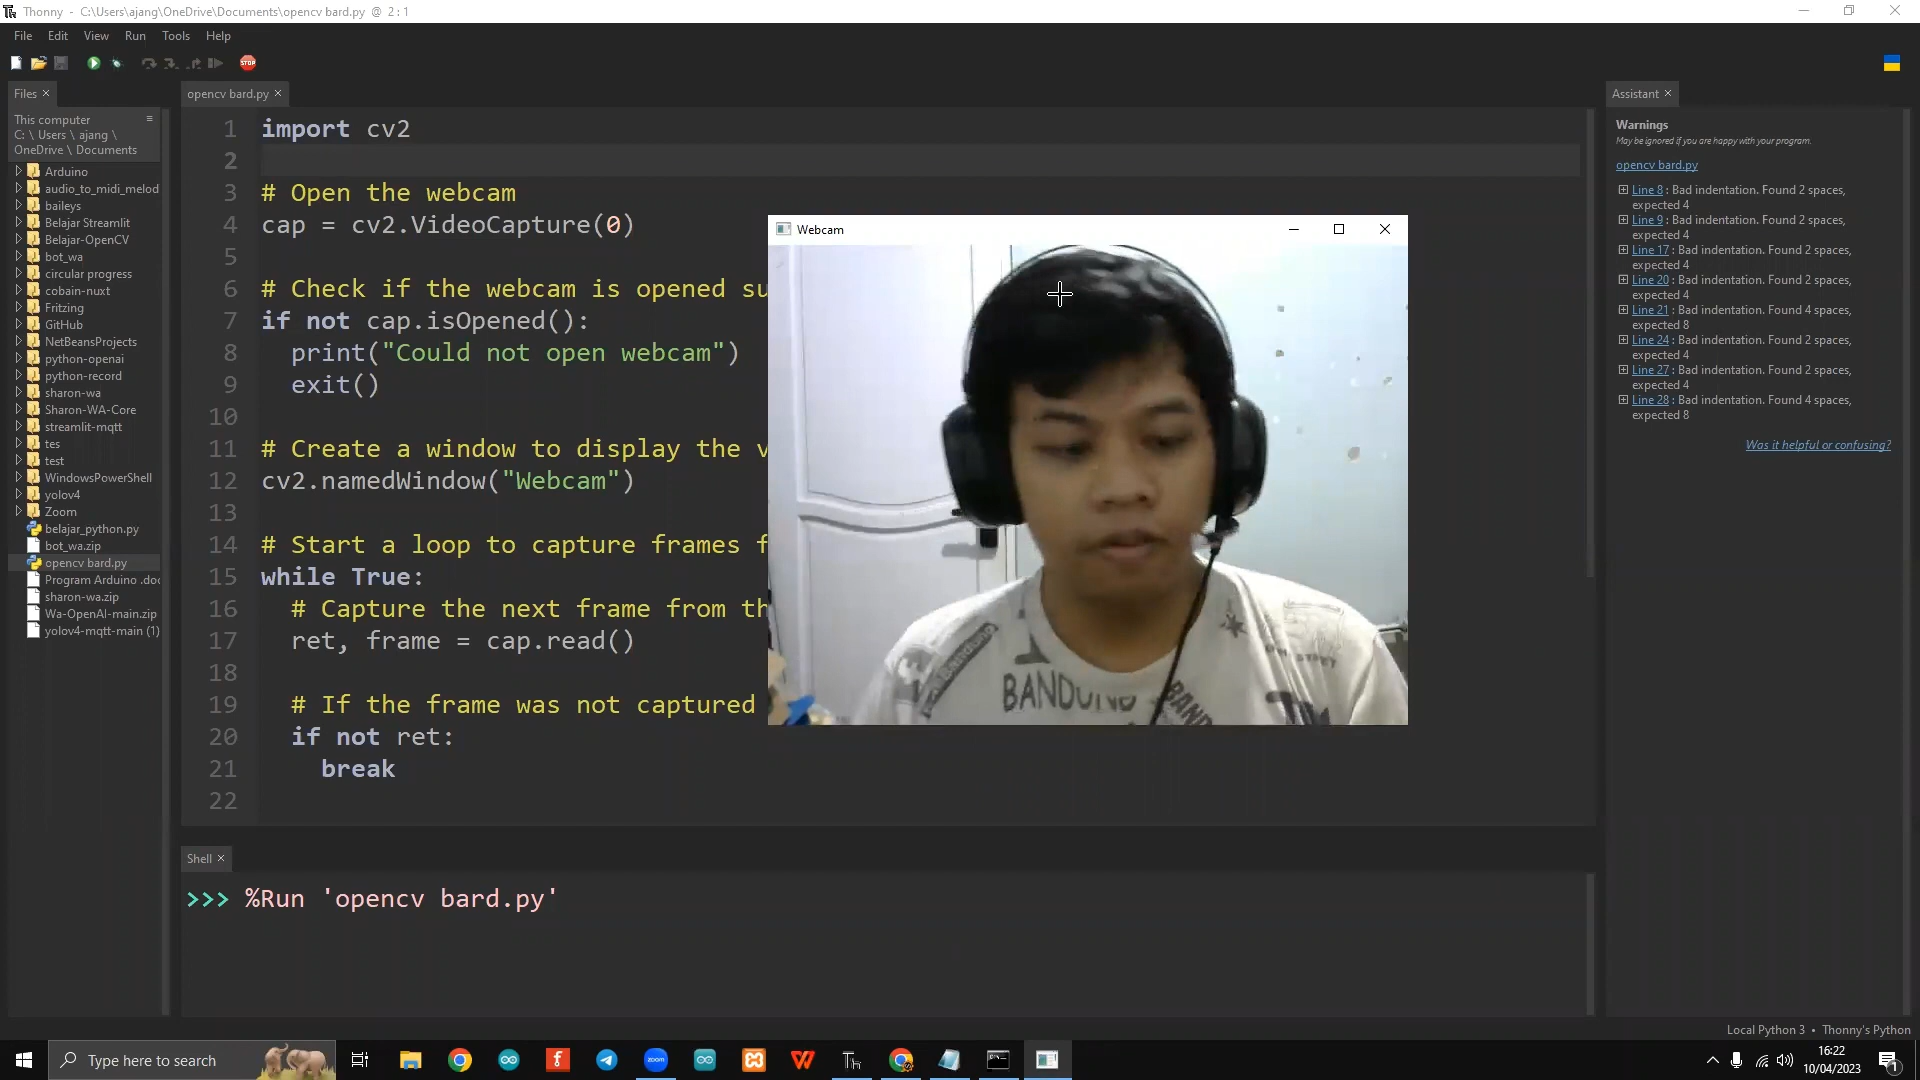 Thonny - C:\Users\ajang\OneDrive\Documents\opencv bard.py @ 2 : 1
File Edit View Run Tools Help
STOP
Files ×
This computer
C: \ Users \ ajang \
OneDrive \ Documents
Arduino
audio_to_midi_melod
baileys
Belajar Streamlit
Belajar-OpenCV
bot_wa
circular progress
cobain-nuxt
Fritzing
GitHub
NetBeansProjects
python-openai
python-record
sharon-wa
Sharon-WA-Core
streamlit-mqtt
tes
test
WindowsPowerShell
yolov4
Zoom
belajar_python.py
bot_wa.zip
opencv bard.py
Program Arduino .doc
sharon-wa.zip
Wa-OpenAI-main.zip
yolov4-mqtt-main (1)
opencv bard.py ×
1 import cv2
2
3 # Open the webcam
4 cap = cv2.VideoCapture(0)
5
6 # Check if the webcam is opened su
7 if not cap.isOpened():
8 print("Could not open webcam")
9 exit()
10
11 # Create a window to display the v
12 cv2.namedWindow("Webcam")
13
14 # Start a loop to capture frames f
15 while True:
16 # Capture the next frame from th
17 ret, frame = cap.read()
18
19 # If the frame was not captured
20 if not ret:
21 break
22
Webcam
BANDUNG
Shell ×
>>> %Run 'opencv bard.py'
Assistant ×
Warnings
May be ignored if you are happy with your program.
opencv bard.py
Line 8 : Bad indentation. Found 2 spaces,
expected 4
Line 9 : Bad indentation. Found 2 spaces,
expected 4
Line 17 : Bad indentation. Found 2 spaces,
expected 4
Line 20 : Bad indentation. Found 2 spaces,
expected 4
Line 21 : Bad indentation. Found 4 spaces,
expected 8
Line 24 : Bad indentation. Found 2 spaces,
expected 4
Line 27 : Bad indentation. Found 2 spaces,
expected 4
Line 28 : Bad indentation. Found 4 spaces,
expected 8
Was it helpful or confusing?
Local Python 3 • Thonny's Python
Type here to search
zoom
16:22
10/04/2023
1